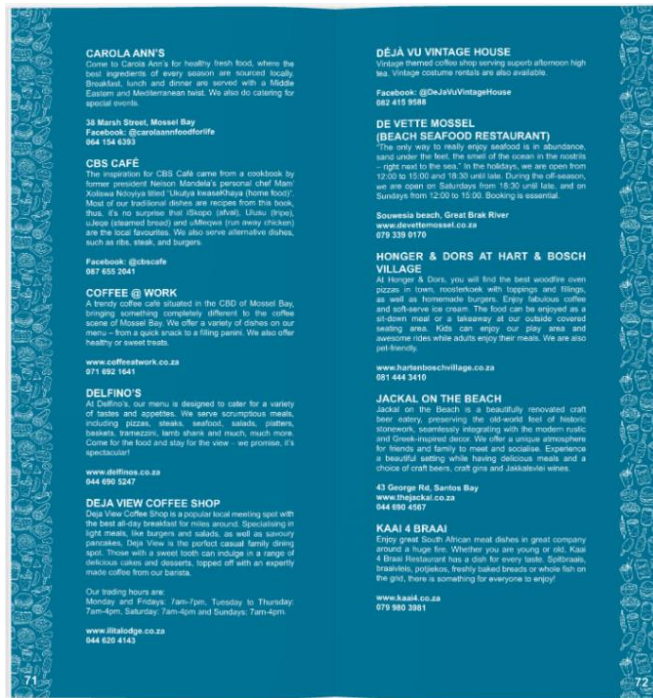 CAROLA ANN'S
Come to Carola Ann's for healthy fresh food, where the
best ingredients of every season are sourced locally.
Breakfast, lunch and dinner are served with a Middle
Eastern and Mediterranean twist. We also do catering for
special events.
38 Marsh Street, Mossel Bay
Facebook: @carolaannfoodforlife
064 154 6393
CBS CAFÉ
The inspiration for CBS Café came from a cookbook by
former president Nelson Mandela's personal chef Mam'
Xoliswa Ndoyiya titled "Ukutya kwaseKhaya (home food)".
Most of our traditional dishes are recipes from this book,
thus, it's no surprise that iSkopo (afval), Ulusu (tripe),
uJeqe (steamed bread) and uMleqwa (run away chicken)
are the local favourites. We also serve alternative dishes,
such as ribs, steak, and burgers.
Facebook: @cbscafe
087 655 2041
COFFEE @ WORK
A trendy coffee café situated in the CBD of Mossel Bay,
bringing something completely different to the coffee
scene of Mossel Bay. We offer a variety of dishes on our
menu – from a quick snack to a filling panini. We also offer
healthy or sweet treats.
www.coffeestwork.co.za
071 692 1641
DELFINO'S
At Delfino's, our menu is designed to cater for a variety
of tastes and appetites. We serve scrumptious meals,
including pizzas, steaks, seafood, salads, platters,
baskets, tramezzini, lamb shank and much, much more.
Come for the food and stay for the view – we promise, it's
spectacular!
www.delfinos.co.za
044 690 5247
DEJA VIEW COFFEE SHOP
Deja View Coffee Shop is a popular local meeting spot with
the best all-day breakfast for miles around. Specialising in
light meals, like burgers and salads, as well as savoury
pancakes, Deja View is the perfect casual family dining
spot. Those with a sweet tooth can indulge in a range of
delicious cakes and desserts, topped off with an expertly
made coffee from our barista.
Our trading hours are:
Monday and Fridays: 7am-7pm, Tuesday to Thursday:
7am-4pm, Saturday: 7am-4pm and Sundays: 7am-4pm.
www.illitalodge.co.za
044 620 4143
71
DÉJÀ VU VINTAGE HOUSE
Vintage themed coffee shop serving superb afternoon high
tea. Vintage costume rentals are also available.
Facebook: @DeJaVuVintageHouse
082 415 9588
DE VETTE MOSSEL
(BEACH SEAFOOD RESTAURANT)
"The only way to really enjoy seafood is in abundance,
sand under the feet, the smell of the ocean in the nostrils
– right next to the sea." In the holidays, we are open from
12:00 to 15:00 and 18:30 until late. During the off-season,
we are open on Saturdays from 18:30 until late, and on
Sundays from 12:00 to 15:00. Booking is essential.
Souwesia beach, Great Brak River
www.devettemossel.co.za
079 339 0170
HONGER & DORS AT HART & BOSCH
VILLAGE
At Honger & Dors, you will find the best woodfire oven
pizzas in town, roosterkoek with toppings and fillings,
as well as homemade burgers. Enjoy fabulous coffee
and soft-serve ice cream. The food can be enjoyed as a
sit-down meal or a takeaway at our outside covered
seating area. Kids can enjoy our play area and
awesome rides while adults enjoy their meals. We are also
pet-friendly.
www.hartenboschvillage.co.za
081 444 3410
JACKAL ON THE BEACH
Jackal on the Beach is a beautifully renovated craft
beer eatery, preserving the old-world feel of historic
stonework, seamlessly integrating with the modern rustic
and Greek-inspired decor. We offer a unique atmosphere
for friends and family to meet and socialise. Experience
a beautiful setting while having delicious meals and a
choice of craft beers, craft gins and Jakkalsvlei wines.
43 George Rd, Santos Bay
www.thejackal.co.za
044 690 4567
KAAI 4 BRAAI
Enjoy great South African meat dishes in great company
around a huge fire. Whether you are young or old, Kaai
4 Braai Restaurant has a dish for every taste. Spitbraais,
braaivleis, potjiekos, freshly baked breads or whole fish on
the grid, there is something for everyone to enjoy!
www.kaai4.co.za
079 980 3981
72